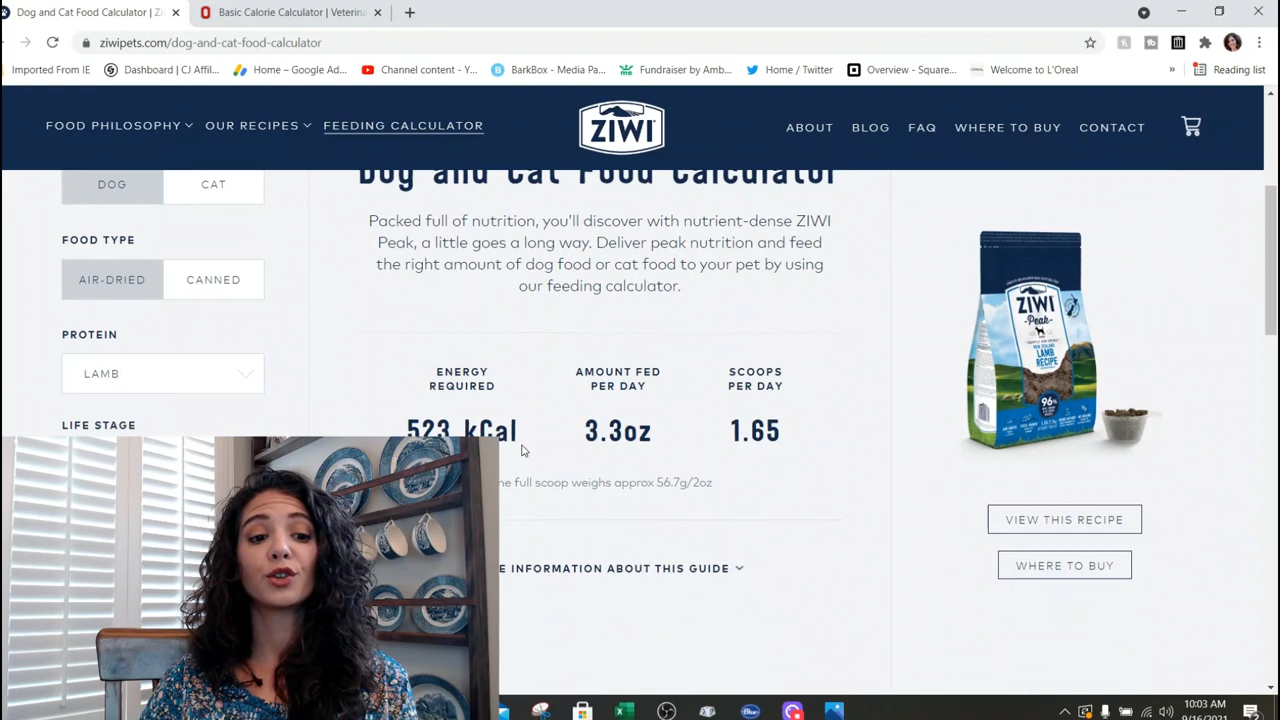 Dog and Cat Food Calculator | Zi
Basic Calorie Calculator | Veterina
ziwipets.com/dog-and-cat-food-calculator
Imported From IE
Dashboard | CJ Affil...
Home – Google Ad...
Channel content - Y...
BarkBox - Media Pa...
Fundraiser by Amb...
Home / Twitter
Overview - Square...
Welcome to L'Oreal
»
Reading list
FOOD PHILOSOPHY
OUR RECIPES
FEEDING CALCULATOR
ZIWI
ABOUT
BLOG
FAQ
WHERE TO BUY
CONTACT
DOG
CAT
FOOD TYPE
AIR-DRIED
CANNED
PROTEIN
LAMB
LIFE STAGE
Dog and Cat Food Calculator
Packed full of nutrition, you'll discover with nutrient-dense ZIWI
Peak, a little goes a long way. Deliver peak nutrition and feed
the right amount of dog food or cat food to your pet by using
our feeding calculator.
ENERGY
REQUIRED
AMOUNT FED
PER DAY
SCOOPS
PER DAY
523 kCal
3.3oz
1.65
ne full scoop weighs approx 56.7g/2oz
E INFORMATION ABOUT THIS GUIDE
ZIWI
Peak
NEW ZEALAND
LAMB
RECIPE
96%
VIEW THIS RECIPE
WHERE TO BUY
10:03 AM
9/16/2021